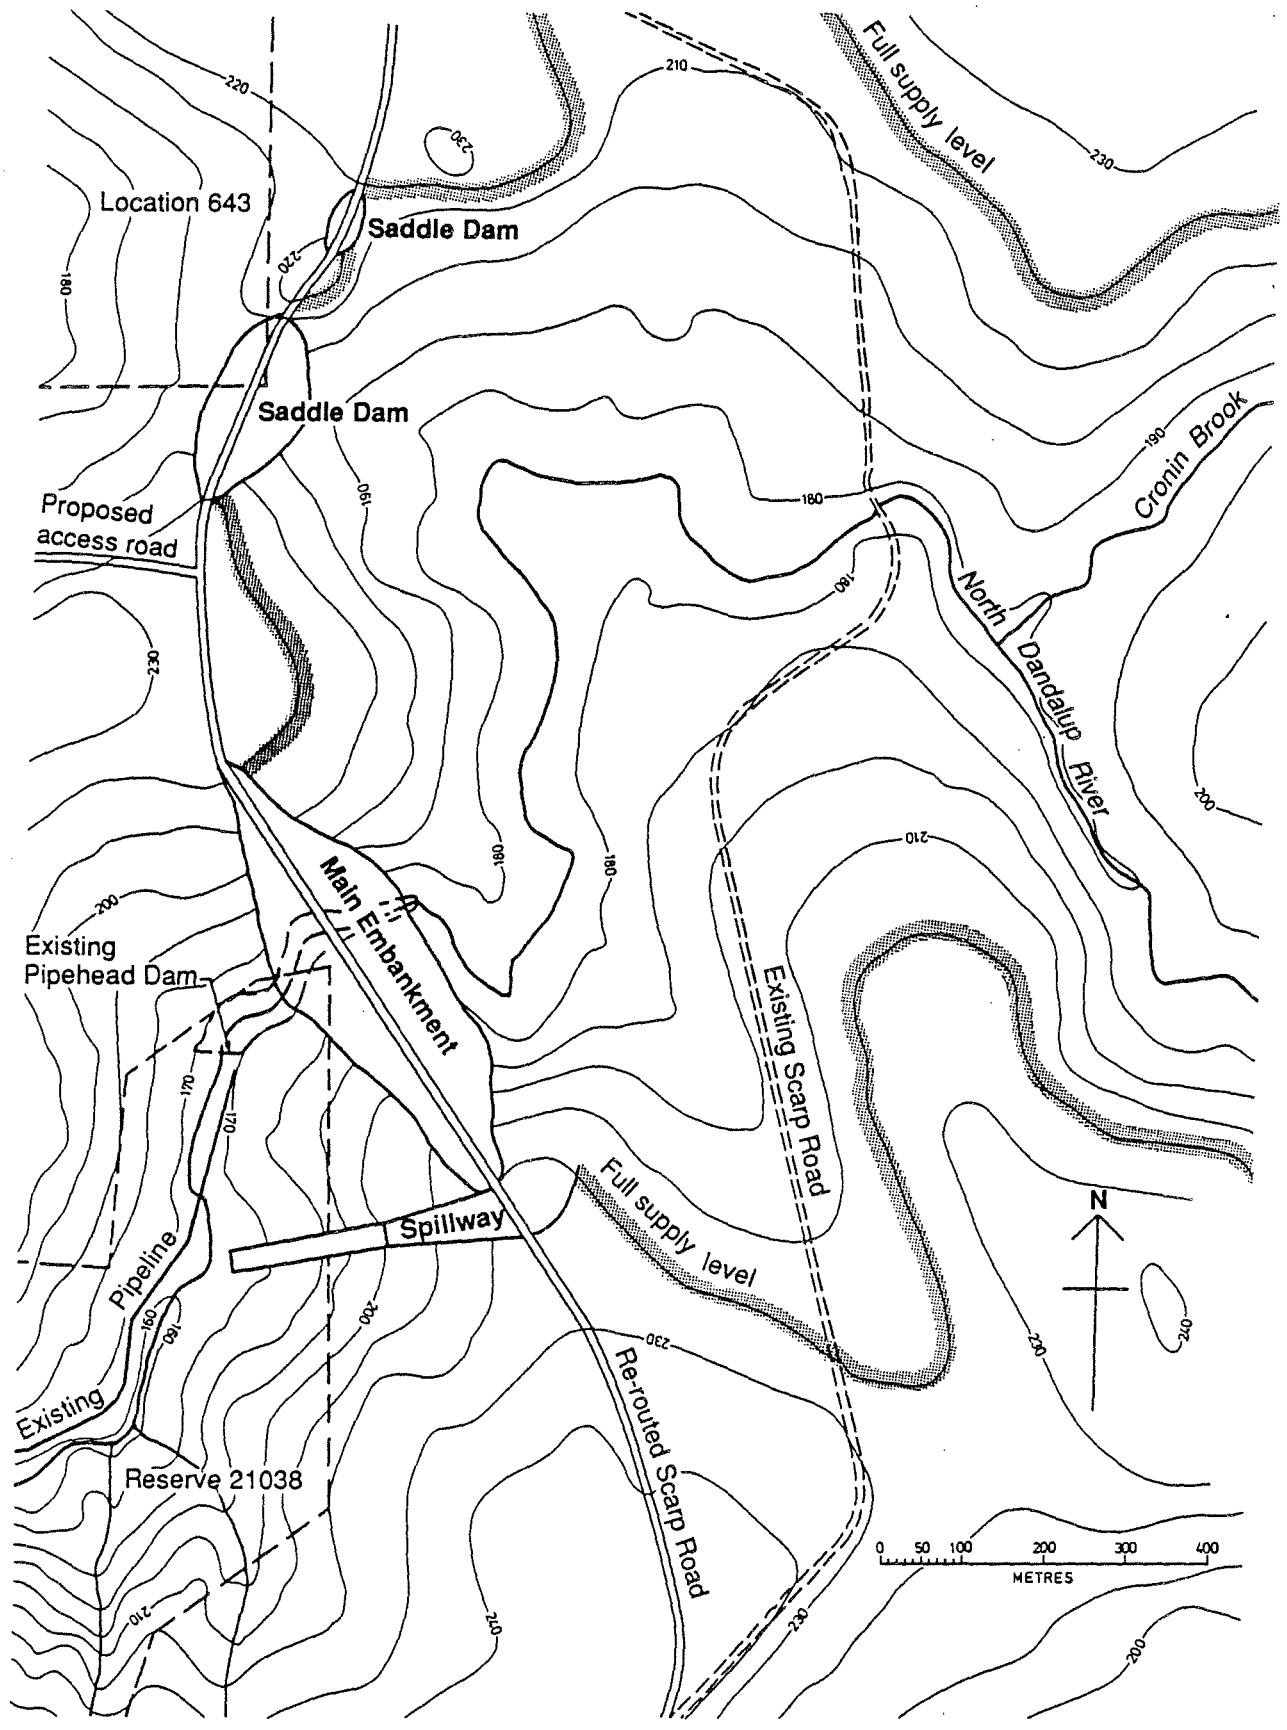 220
210
Full supply level
230
230
Location 643
Saddle Dam
220
180
Saddle Dam
190
Cronin Brook
190
180
Proposed
access road
180
North Dandalup River
230
200
180
180
210
Main Embankment
200
Existing
Pipehead Dam
Existing Scarp Road
170
170
Full supply level
N
Spillway
Pipeline
160
160
200
230
230
240
Existing
Re-routed Scarp Road
Reserve 21038
0 50 100 200 300 400
METRES
210
240
230
200